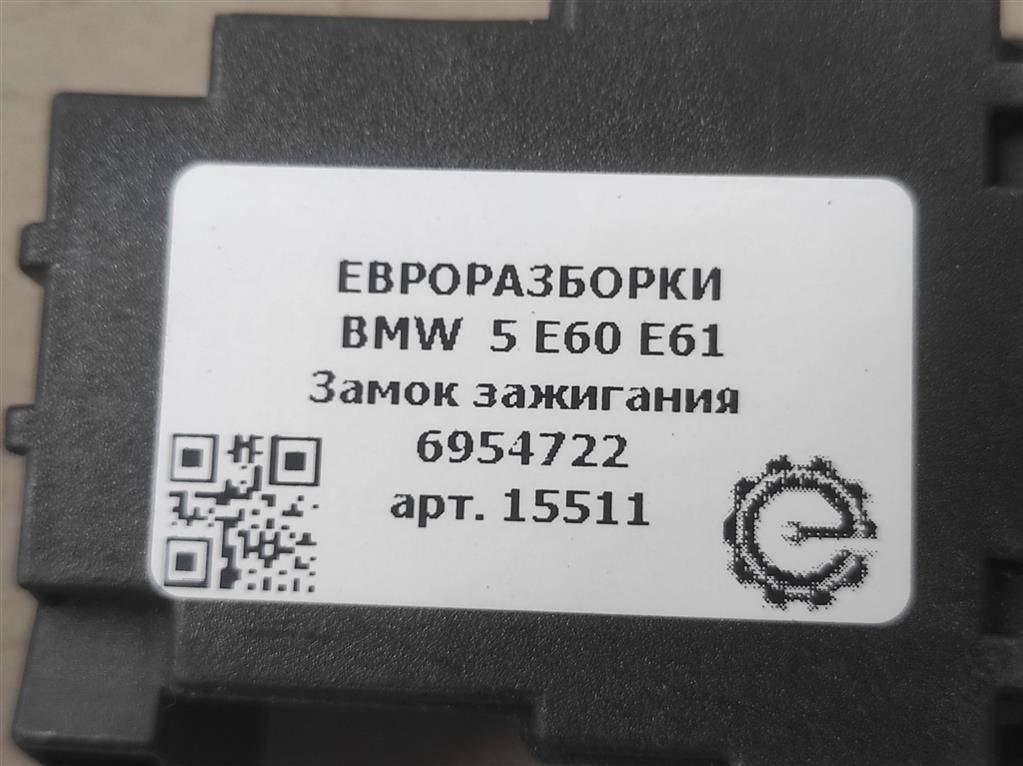 ЕВРОРАЗБОРКИ
BMW 5 E60 E61
Замок зажигания
6954722
арт. 15511